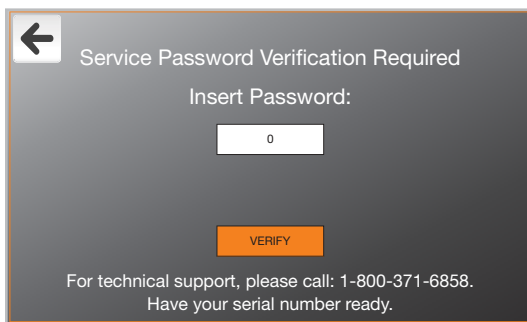 Service Password Verification Required
Insert Password:
0
VERIFY
For technical support, please call: 1-800-371-6858.
Have your serial number ready.